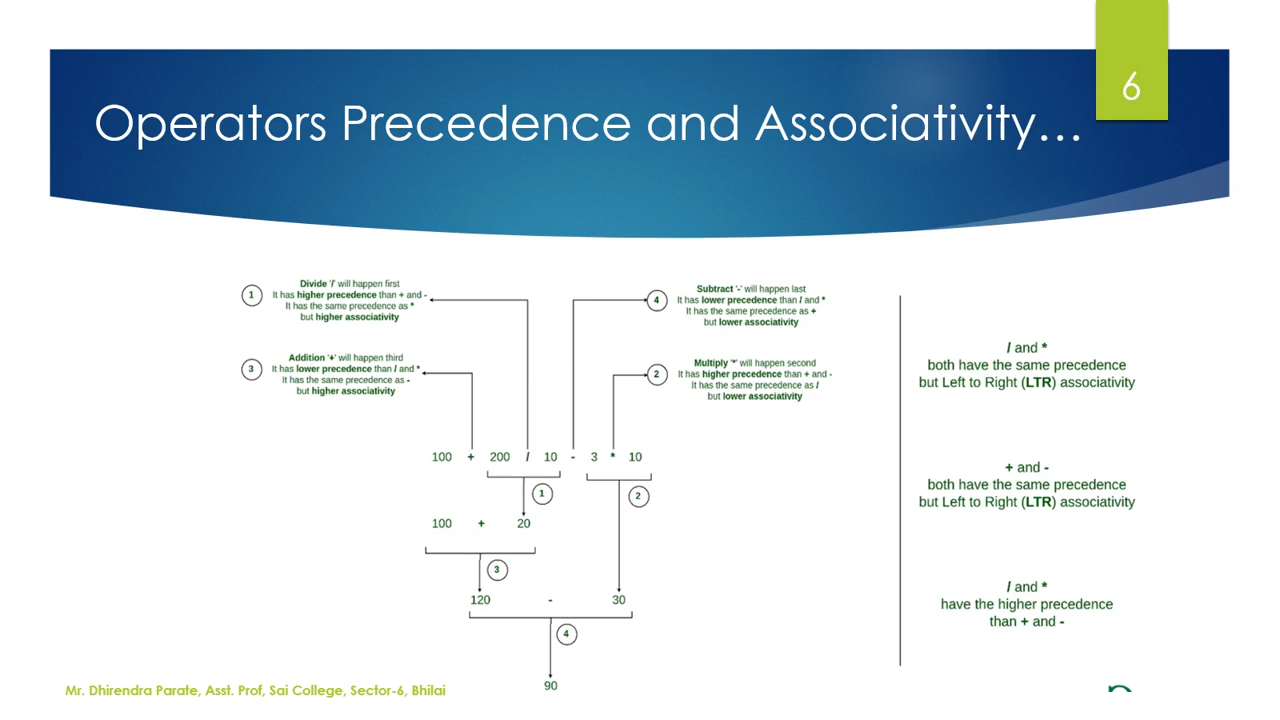 6
Operators Precedence and Associativity…
1
Divide '/' will happen first
It has higher precedence than + and -
It has the same precedence as *
but higher associativity
4
Subtract '-' will happen last
It has lower precedence than / and *
It has the same precedence as +
but lower associativity
3
Addition '+' will happen third
It has lower precedence than / and *
It has the same precedence as -
but higher associativity
2
Multiply '*' will happen second
It has higher precedence than + and -
It has the same precedence as /
but lower associativity
100 + 200 / 10 - 3 * 10
1
2
100 + 20
3
120 - 30
4
90
/ and *
both have the same precedence
but Left to Right (LTR) associativity
+ and -
both have the same precedence
but Left to Right (LTR) associativity
/ and *
have the higher precedence
than + and -
Mr. Dhirendra Parate, Asst. Prof, Sai College, Sector-6, Bhilai